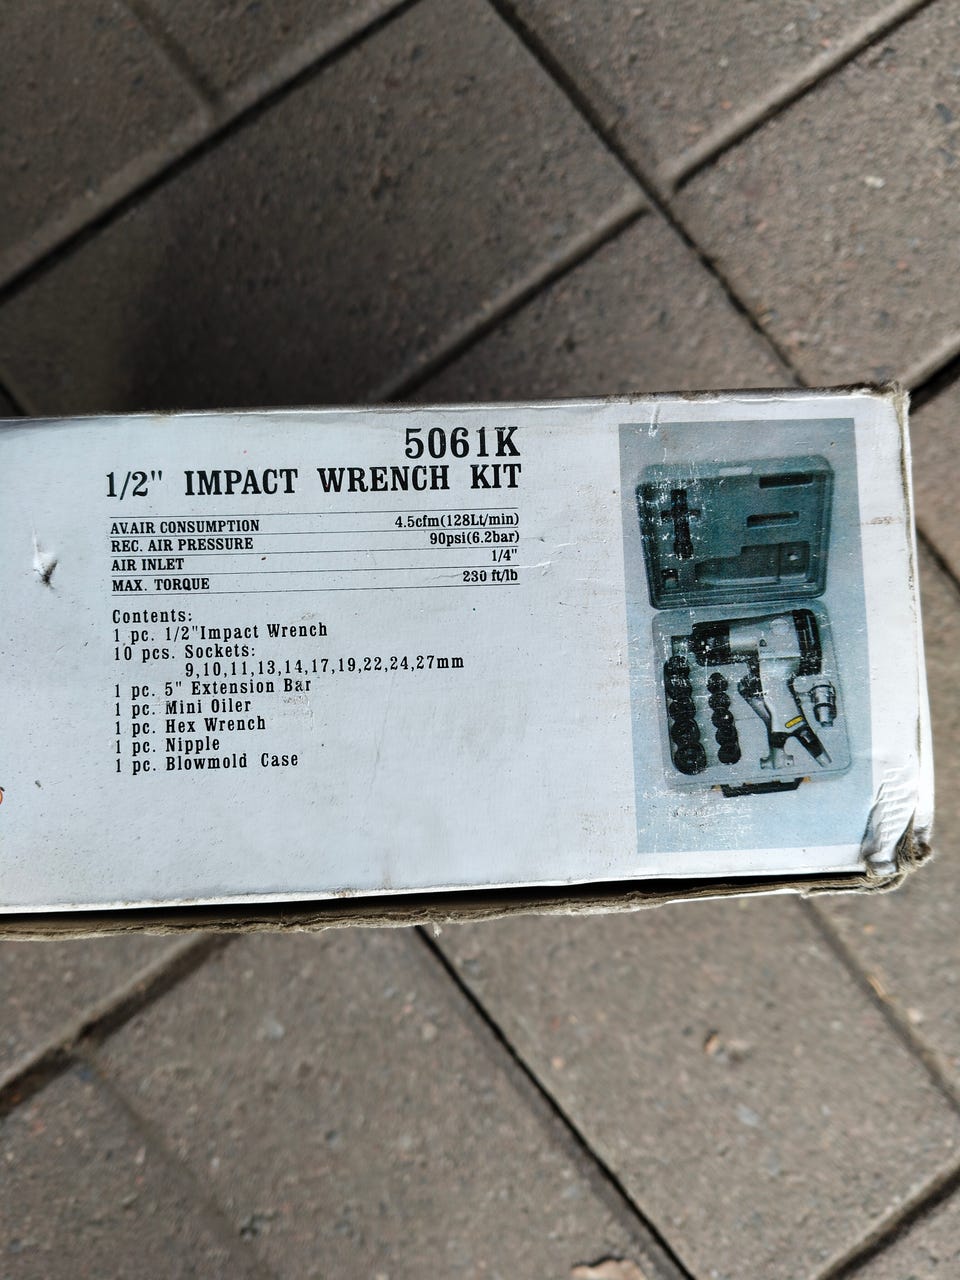 5061K
1/2" IMPACT WRENCH KIT
AV.AIR CONSUMPTION 4.5cfm(128Lt/min)
REC. AIR PRESSURE 90psi(6.2bar)
AIR INLET 1/4"
MAX. TORQUE 230 ft/lb
Contents:
1 pc. 1/2"Impact Wrench
10 pcs. Sockets:
9,10,11,13,14,17,19,22,24,27mm
1 pc. 5" Extension Bar
1 pc. Mini Oiler
1 pc. Hex Wrench
1 pc. Nipple
1 pc. Blowmold Case